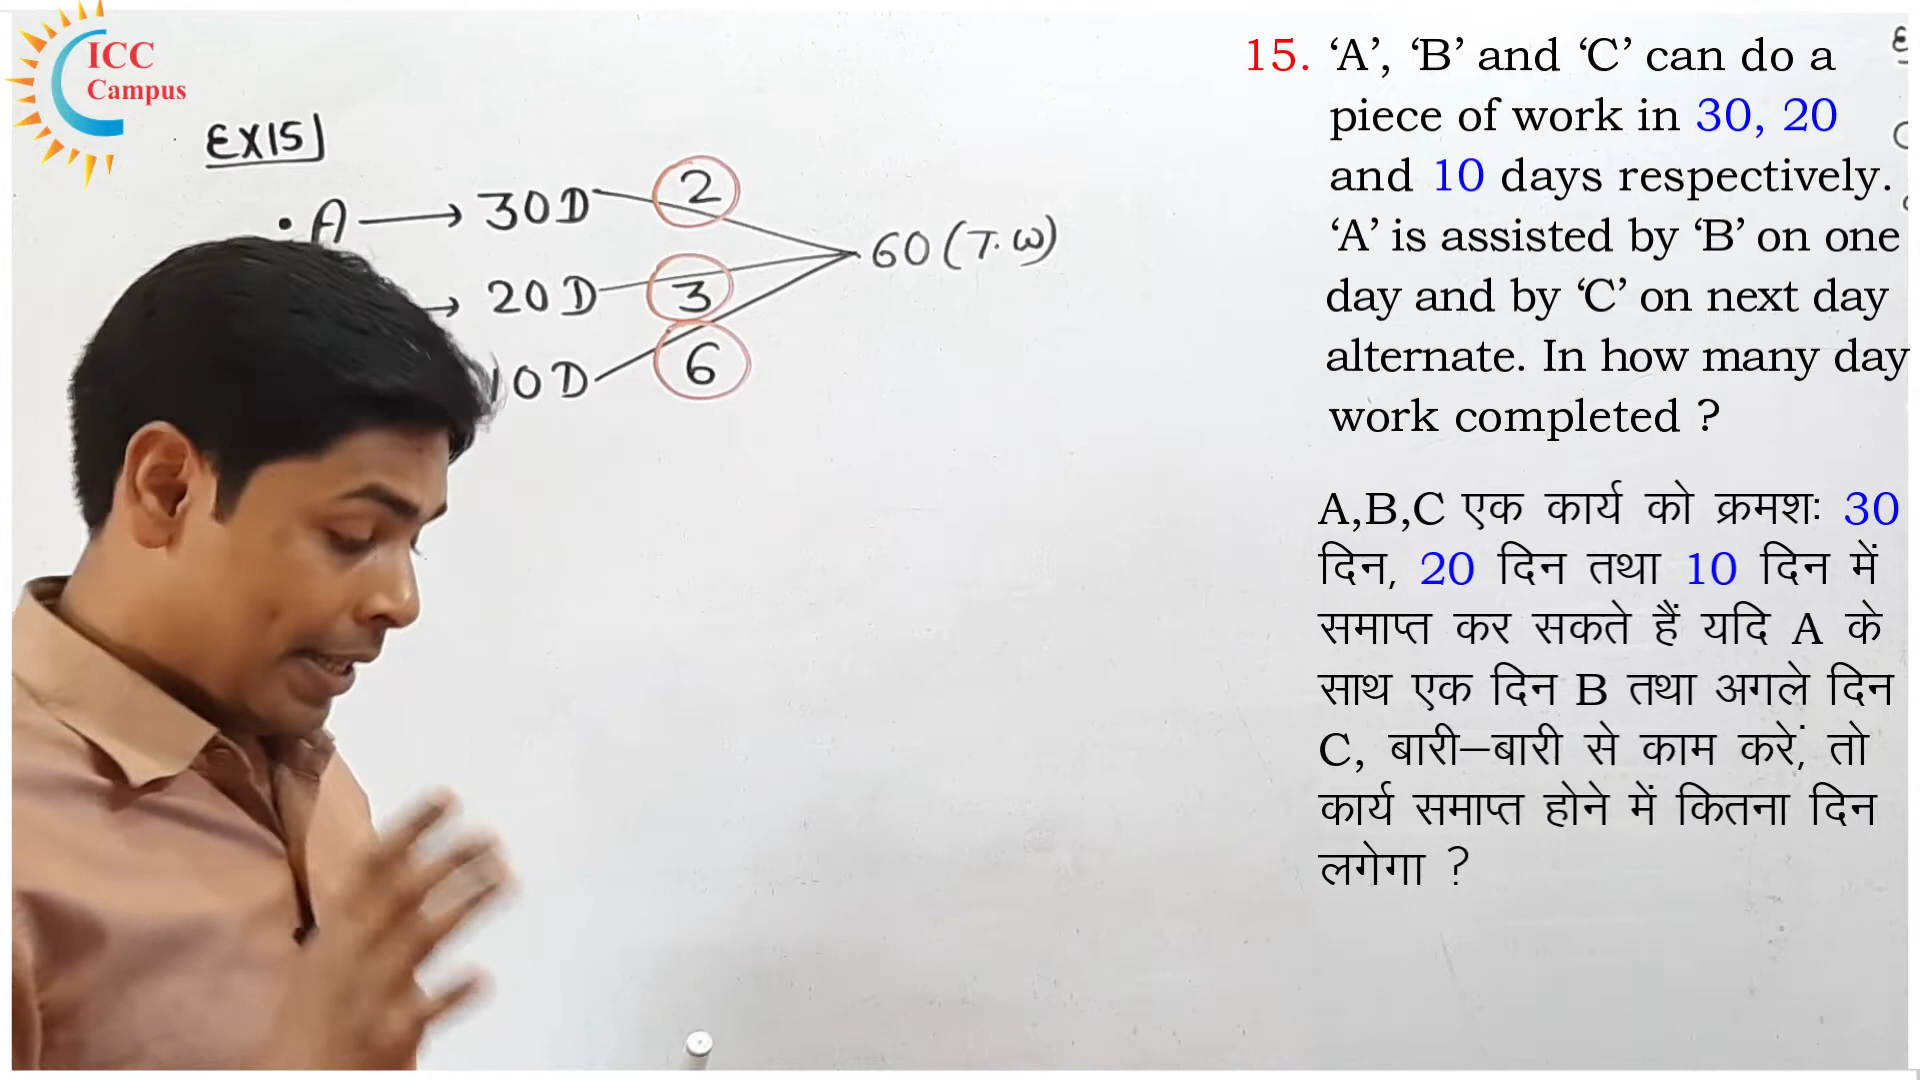 ICC
Campus
EX15
• A → 30D 2
60 (T.W)
→ 20D 3
10D 6
15. ‘A’, ‘B’ and ‘C’ can do a
piece of work in 30, 20
and 10 days respectively.
‘A’ is assisted by ‘B’ on one
day and by ‘C’ on next day
alternate. In how many day
work completed ?
A,B,C एक कार्य को क्रमशः 30
दिन, 20 दिन तथा 10 दिन में
समाप्त कर सकते हैं यदि A के
साथ एक दिन B तथा अगले दिन
C, बारी–बारी से काम करें, तो
कार्य समाप्त होने में कितना दिन
लगेगा ?